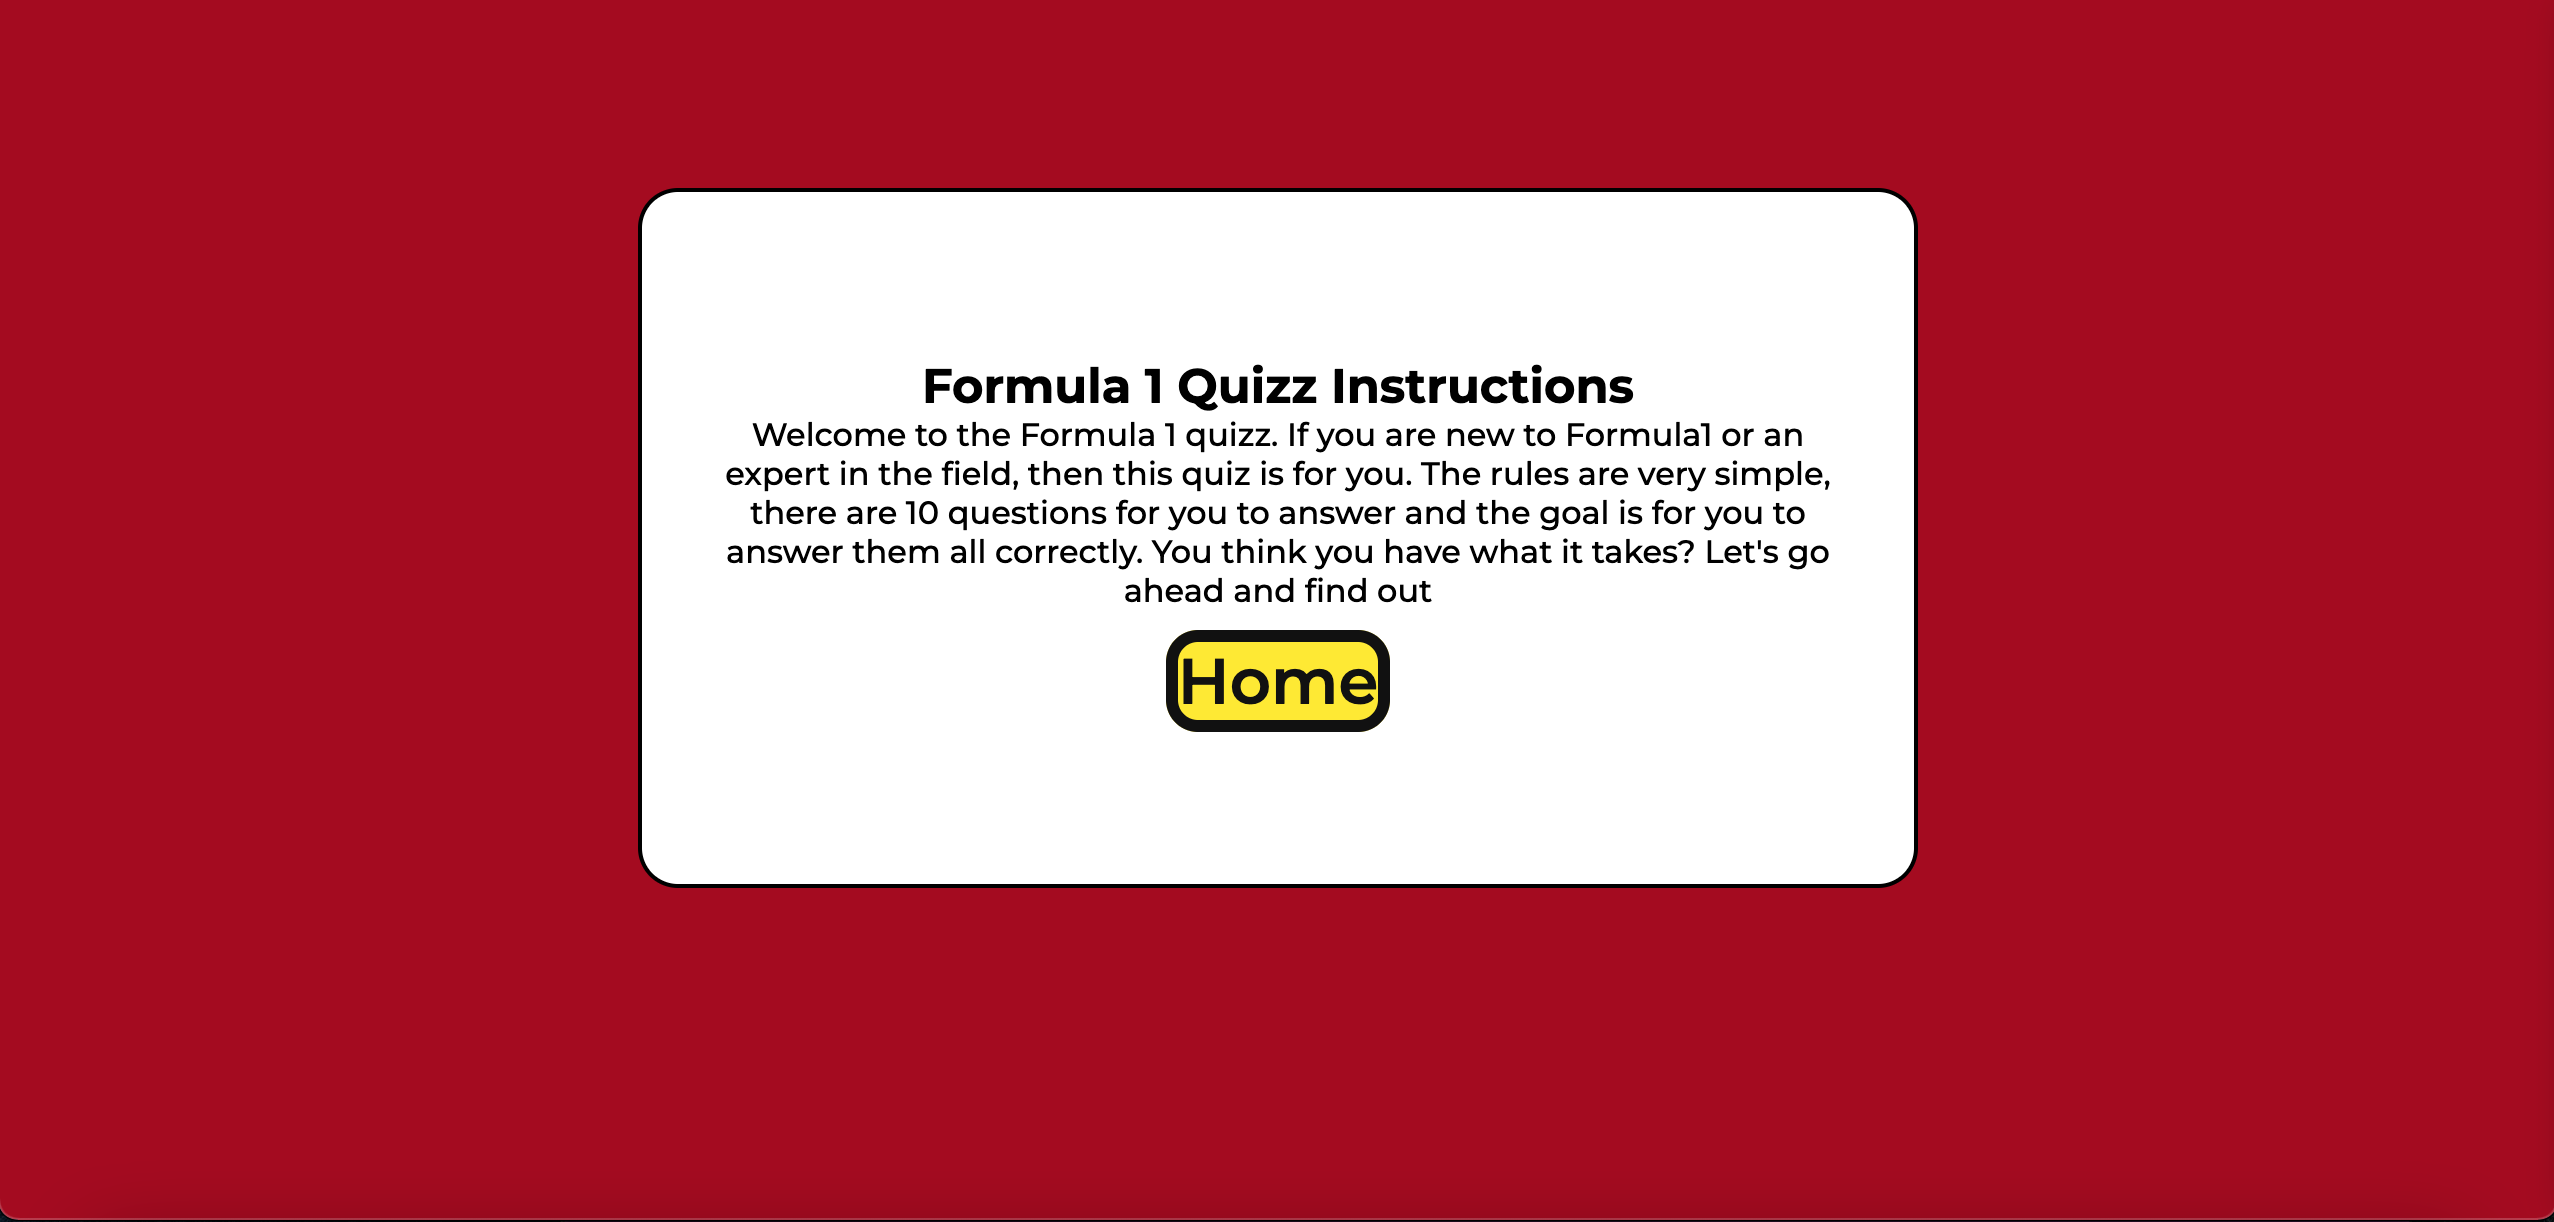 Formula 1 Quizz Instructions
Welcome to the Formula 1 quizz. If you are new to Formula1 or an
expert in the field, then this quiz is for you. The rules are very simple,
there are 10 questions for you to answer and the goal is for you to
answer them all correctly. You think you have what it takes? Let's go
ahead and find out
Home